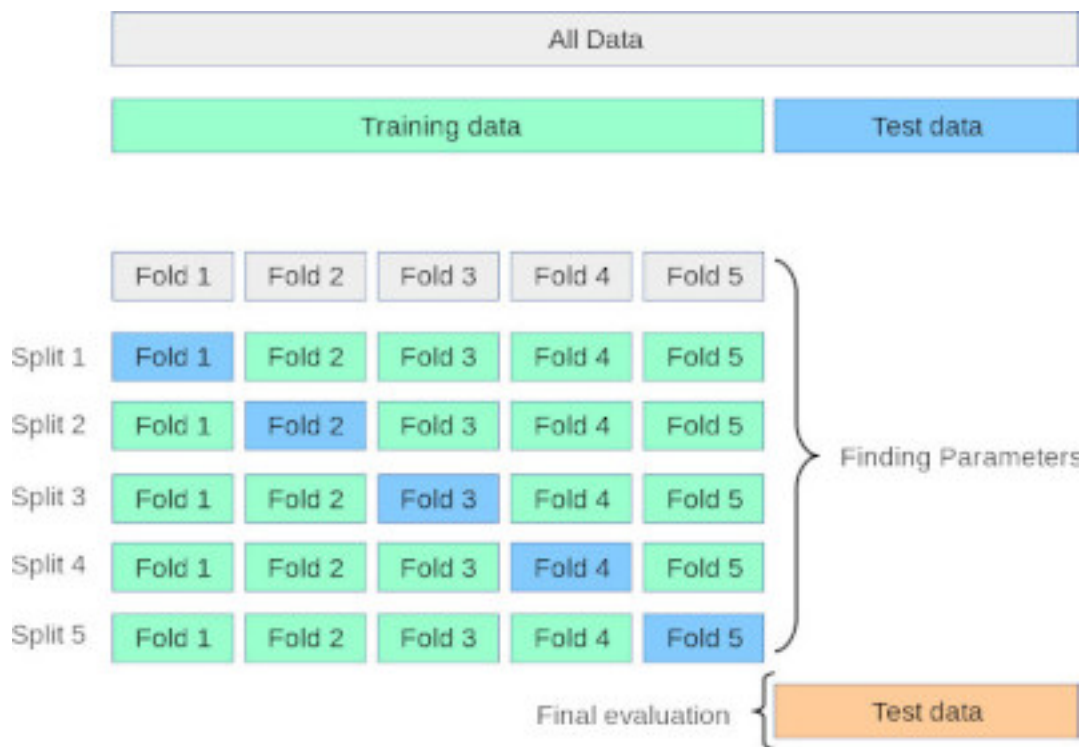 All Data
Training data Test data
Fold 1 Fold 2 Fold 3 Fold 4 Fold 5
Split 1 Fold 1 Fold 2 Fold 3 Fold 4 Fold 5
Split 2 Fold 1 Fold 2 Fold 3 Fold 4 Fold 5
Finding Parameters
Split 3 Fold 1 Fold 2 Fold 3 Fold 4 Fold 5
Split 4 Fold 1 Fold 2 Fold 3 Fold 4 Fold 5
Split 5 Fold 1 Fold 2 Fold 3 Fold 4 Fold 5
Final evaluation Test data